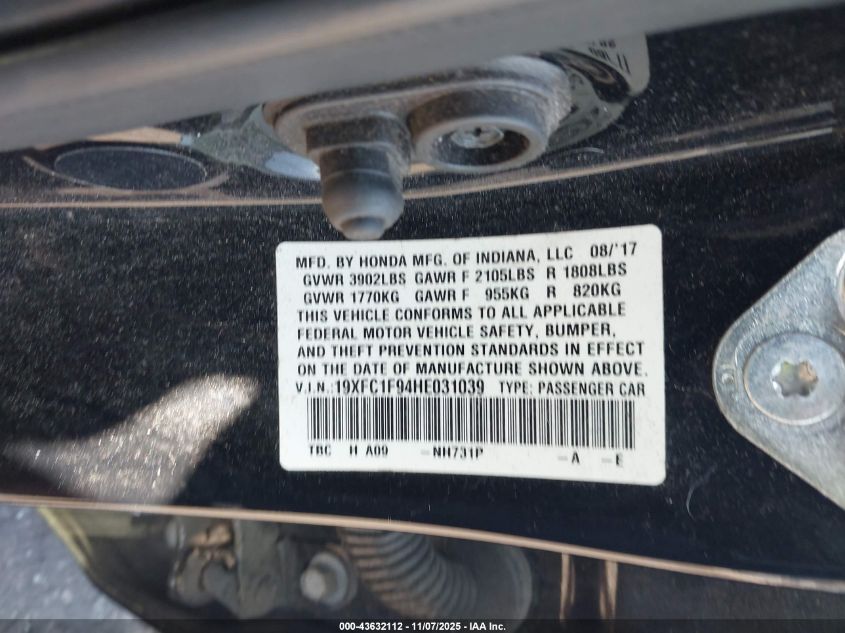 MFD. BY HONDA MFG. OF INDIANA, LLC 08/'17
GVWR 3902LBS GAWR F 2105LBS R 1808LBS
GVWR 1770KG GAWR F 955KG R 820KG
THIS VEHICLE CONFORMS TO ALL APPLICABLE
FEDERAL MOTOR VEHICLE SAFETY, BUMPER,
AND THEFT PREVENTION STANDARDS IN EFFECT
ON THE DATE OF MANUFACTURE SHOWN ABOVE.
V.I.N.:19XFC1F94HE031039 TYPE: PASSENGER CAR
TBC H A09 -NH731P -A -E
000-43632112 — 11/07/2025 — IAA Inc.